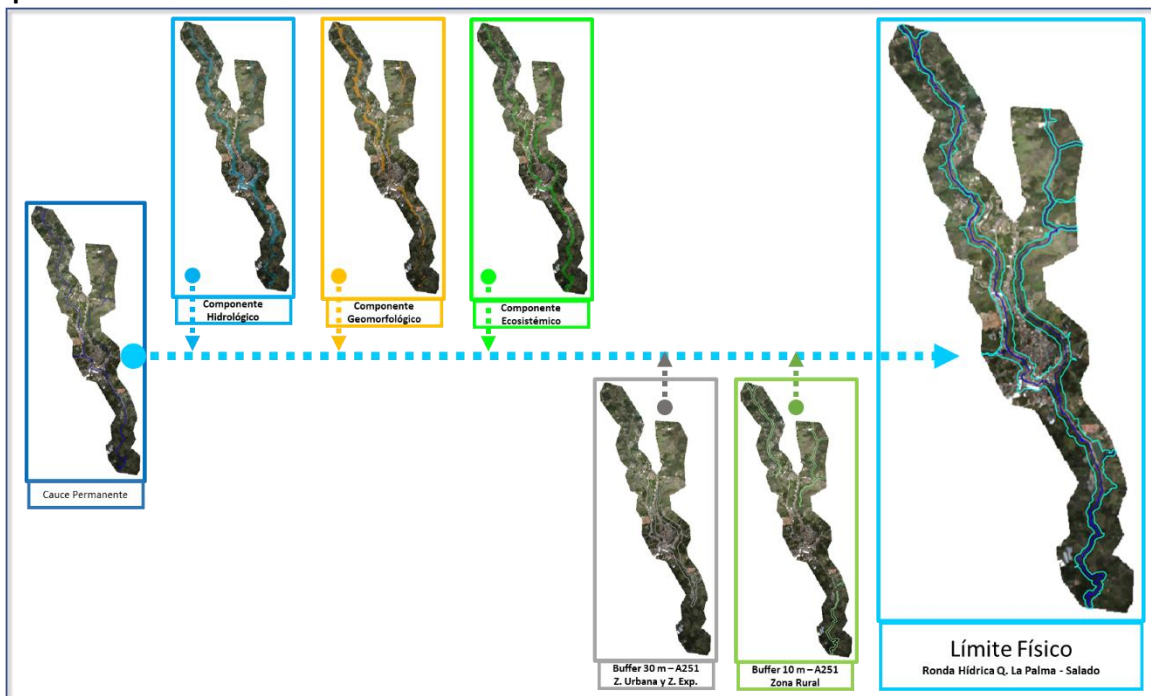 Componente
Hidrológico
Componente
Geomorfológico
Componente
Ecosistémico
Cauce Permanente
Buffer 30 m – A251
Z. Urbana y Z. Exp.
Buffer 10 m – A251
Zona Rural
Límite Físico
Ronda Hídrica Q. La Palma - Salado